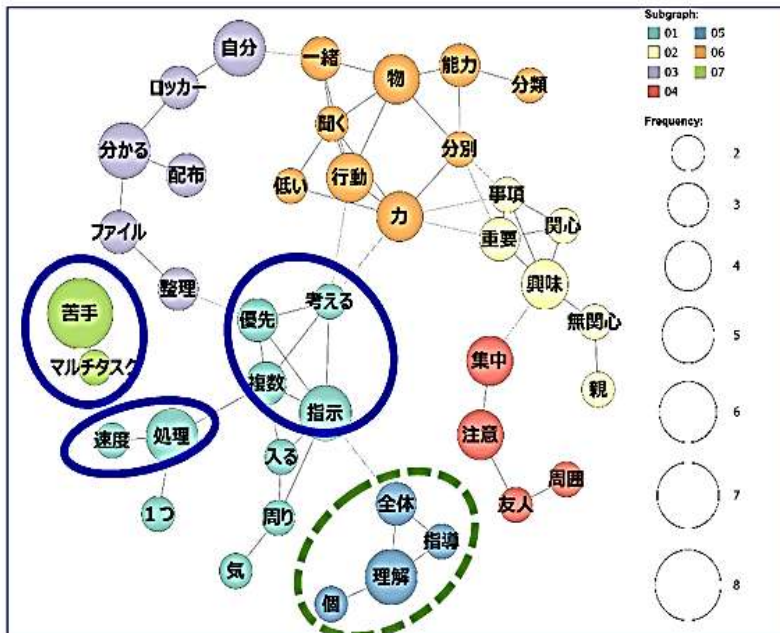 Subgraph:
01 05
02 06
03 07
04
Frequency:
2
3
4
5
6
7
8
自分
一緒
物
能力
分類
ロッカー
聞く
分かる
配布
低い
行動
分別
力
事項
重要
関心
ファイル
整理
興味
苦手
マルチタスク
優先
考える
無関心
集中
親
複数
指示
速度
処理
注意
入る
1つ
周り
全体
友人
周囲
気
指導
理解
個